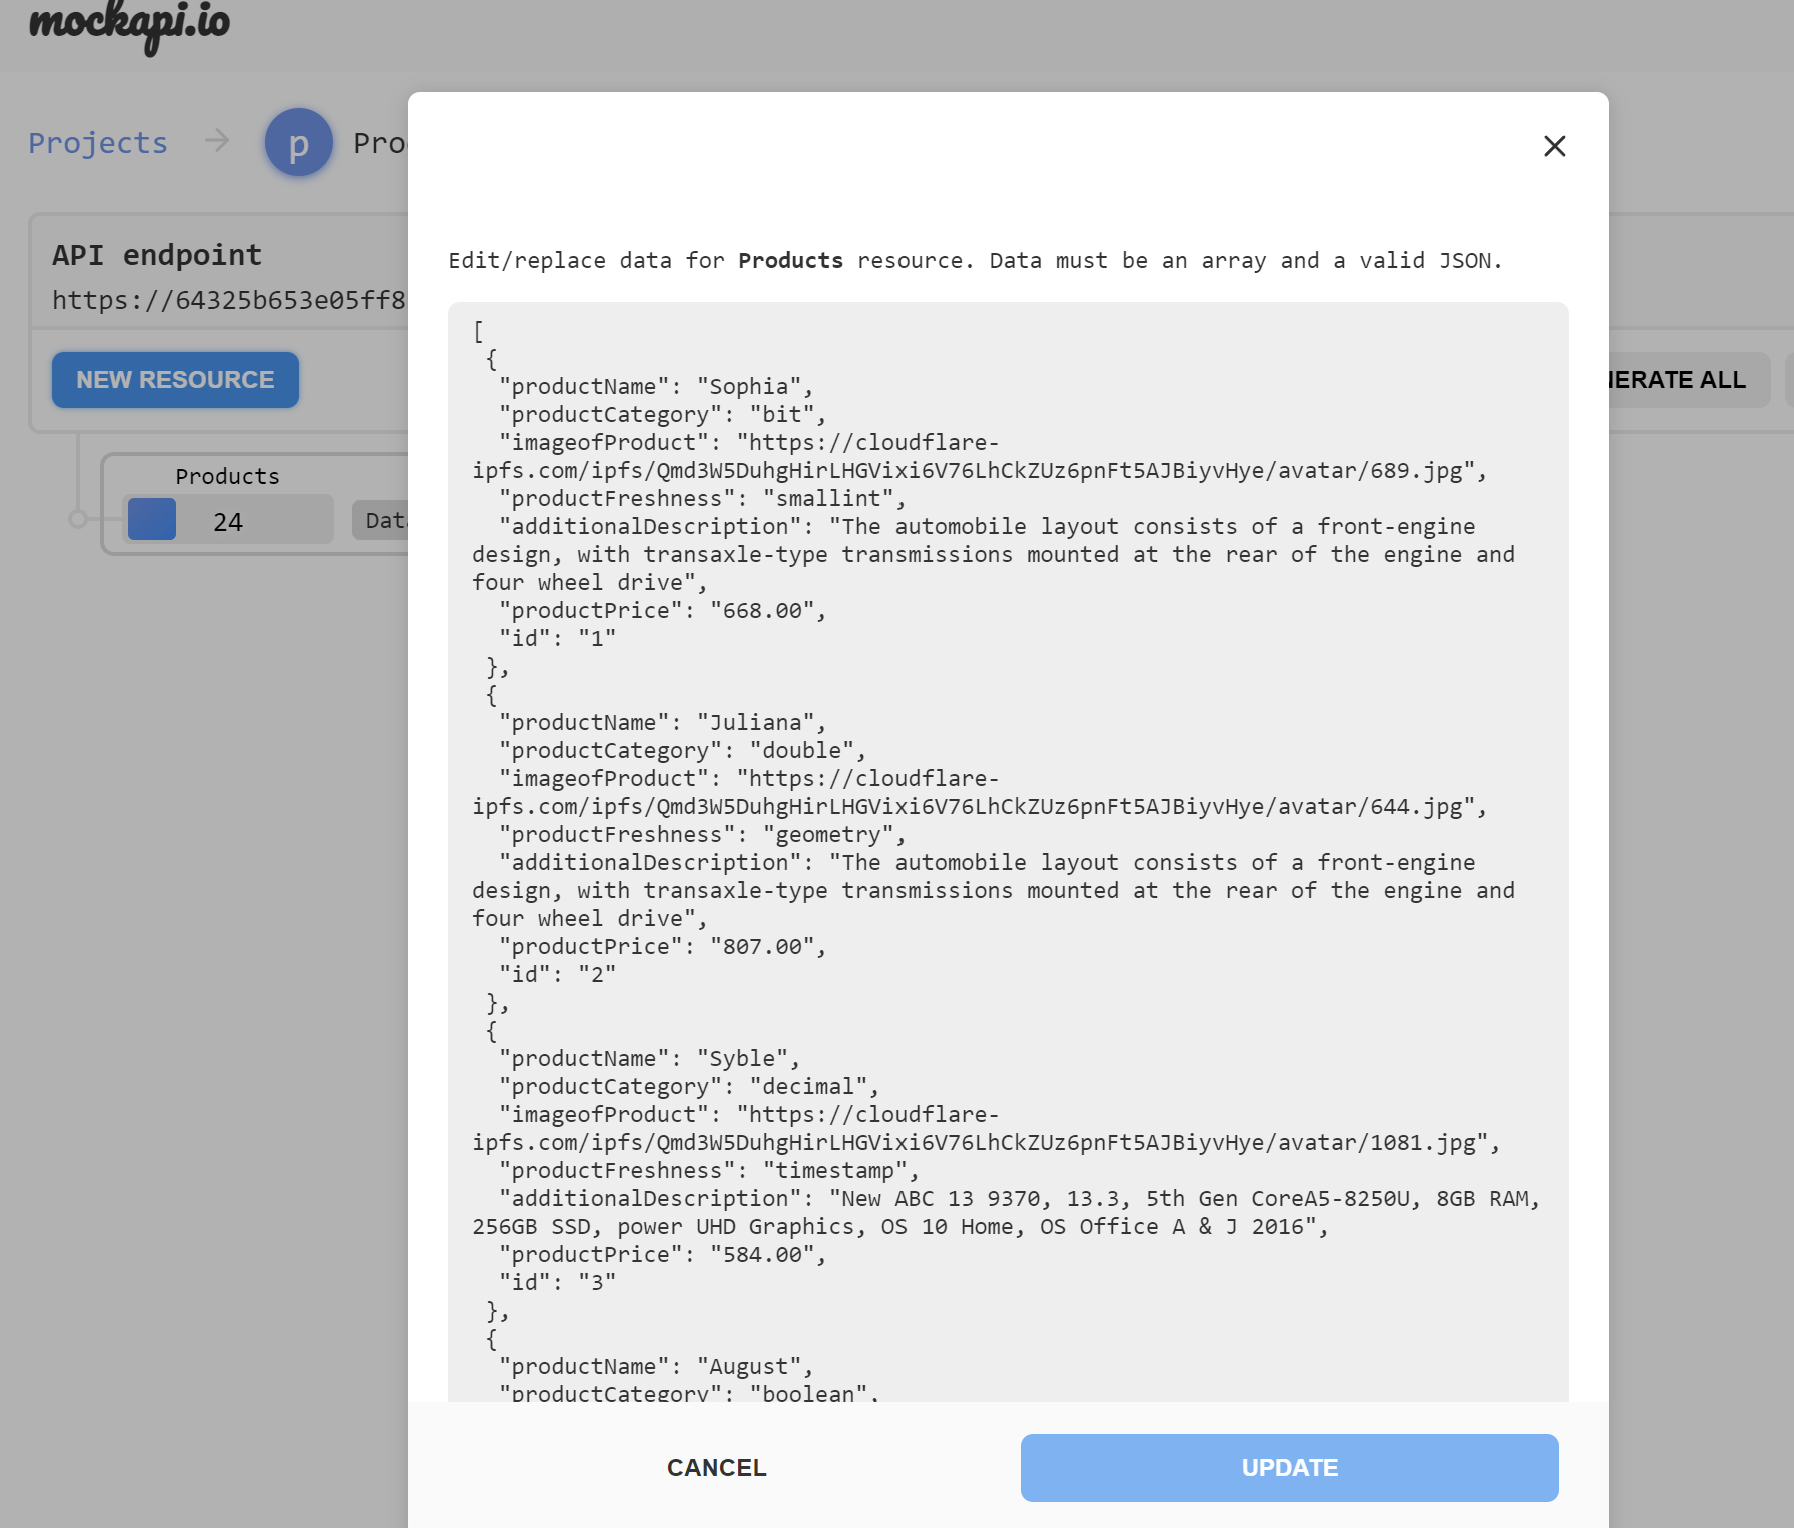 mockapi.io
Projects
p
API endpoint
https://64325b653e05ff8
NEW RESOURCE
Products
24
Edit/replace data for Products resource. Data must be an array and a valid JSON.
[
{
"productName": "Sophia",
"productCategory": "bit",
"imageofProduct": "https://cloudflare-
ipfs.com/ipfs/Qmd3W5DuhgHirLHGVixi6V76LhCkZUz6pnFt5AJBiyvHye/avatar/689.jpg",
"productFreshness": "smallint",
"additionalDescription": "The automobile layout consists of a front-engine
design, with transaxle-type transmissions mounted at the rear of the engine and
four wheel drive",
"productPrice": "668.00",
"id": "1"
},
{
"productName": "Juliana",
"productCategory": "double",
"imageofProduct": "https://cloudflare-
ipfs.com/ipfs/Qmd3W5DuhgHirLHGVixi6V76LhCkZUz6pnFt5AJBiyvHye/avatar/644.jpg",
"productFreshness": "geometry",
"additionalDescription": "The automobile layout consists of a front-engine
design, with transaxle-type transmissions mounted at the rear of the engine and
four wheel drive",
"productPrice": "807.00",
"id": "2"
},
{
"productName": "Syble",
"productCategory": "decimal",
"imageofProduct": "https://cloudflare-
ipfs.com/ipfs/Qmd3W5DuhgHirLHGVixi6V76LhCkZUz6pnFt5AJBiyvHye/avatar/1081.jpg",
"productFreshness": "timestamp",
"additionalDescription": "New ABC 13 9370, 13.3, 5th Gen CoreA5-8250U, 8GB RAM,
256GB SSD, power UHD Graphics, OS 10 Home, OS Office A & J 2016",
"productPrice": "584.00",
"id": "3"
},
{
"productName": "August",
"productCategory": "boolean",
CANCEL
UPDATE
NERATE ALL